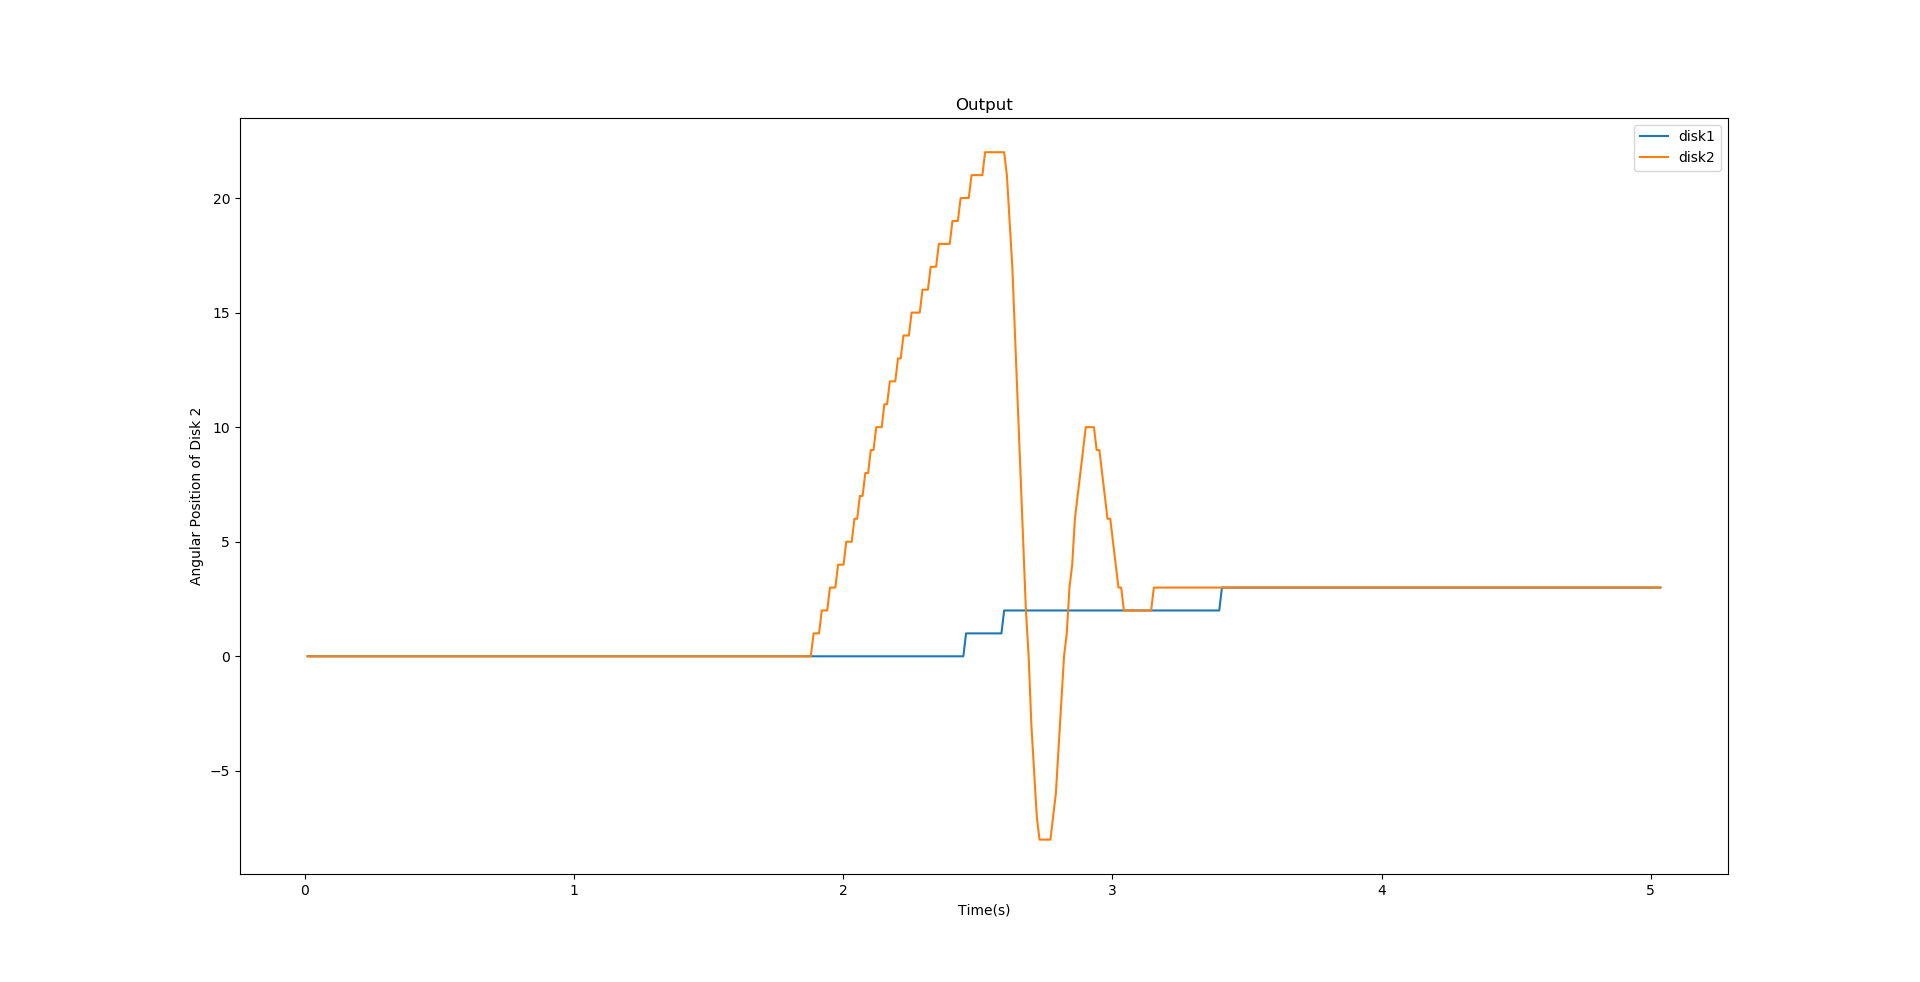 Output
disk1
disk2
Angular Position of Disk 2
20
15
10
5
0
−5
0 1 2 3 4 5
Time(s)